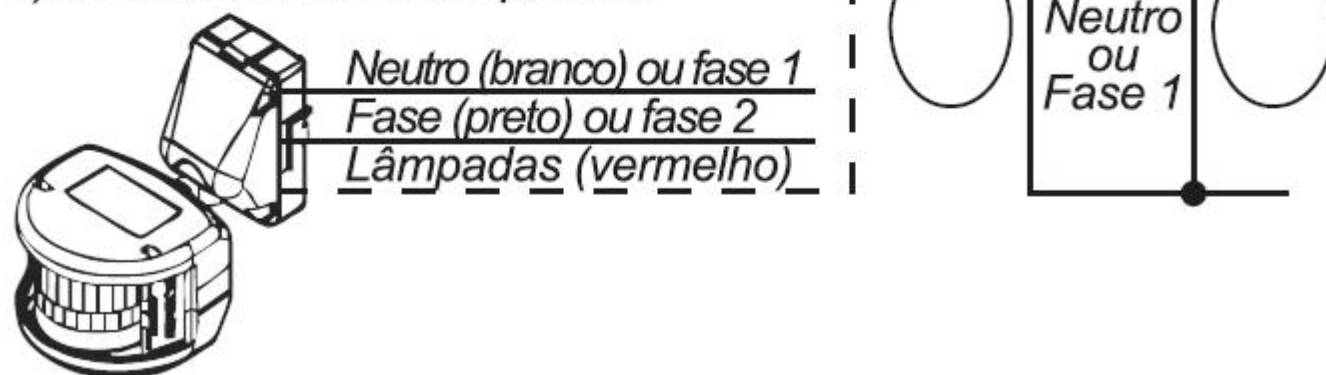 Neutro (branco) ou fase 1
Fase (preto) ou fase 2
Lâmpadas (vermelho)
Neutro
ou
Fase 1